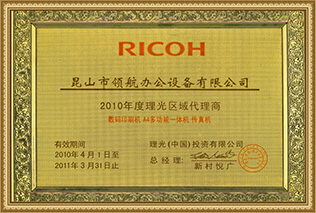 RICOH
昆山市领航办公设备有限公司
2010年度理光区域代理商
数码印刷机 A4多功能一体机 传真机
有效期间
2010年4月1日至
2011年3月31日止
理光(中国)投资有限公司
总经理:
新村悦广